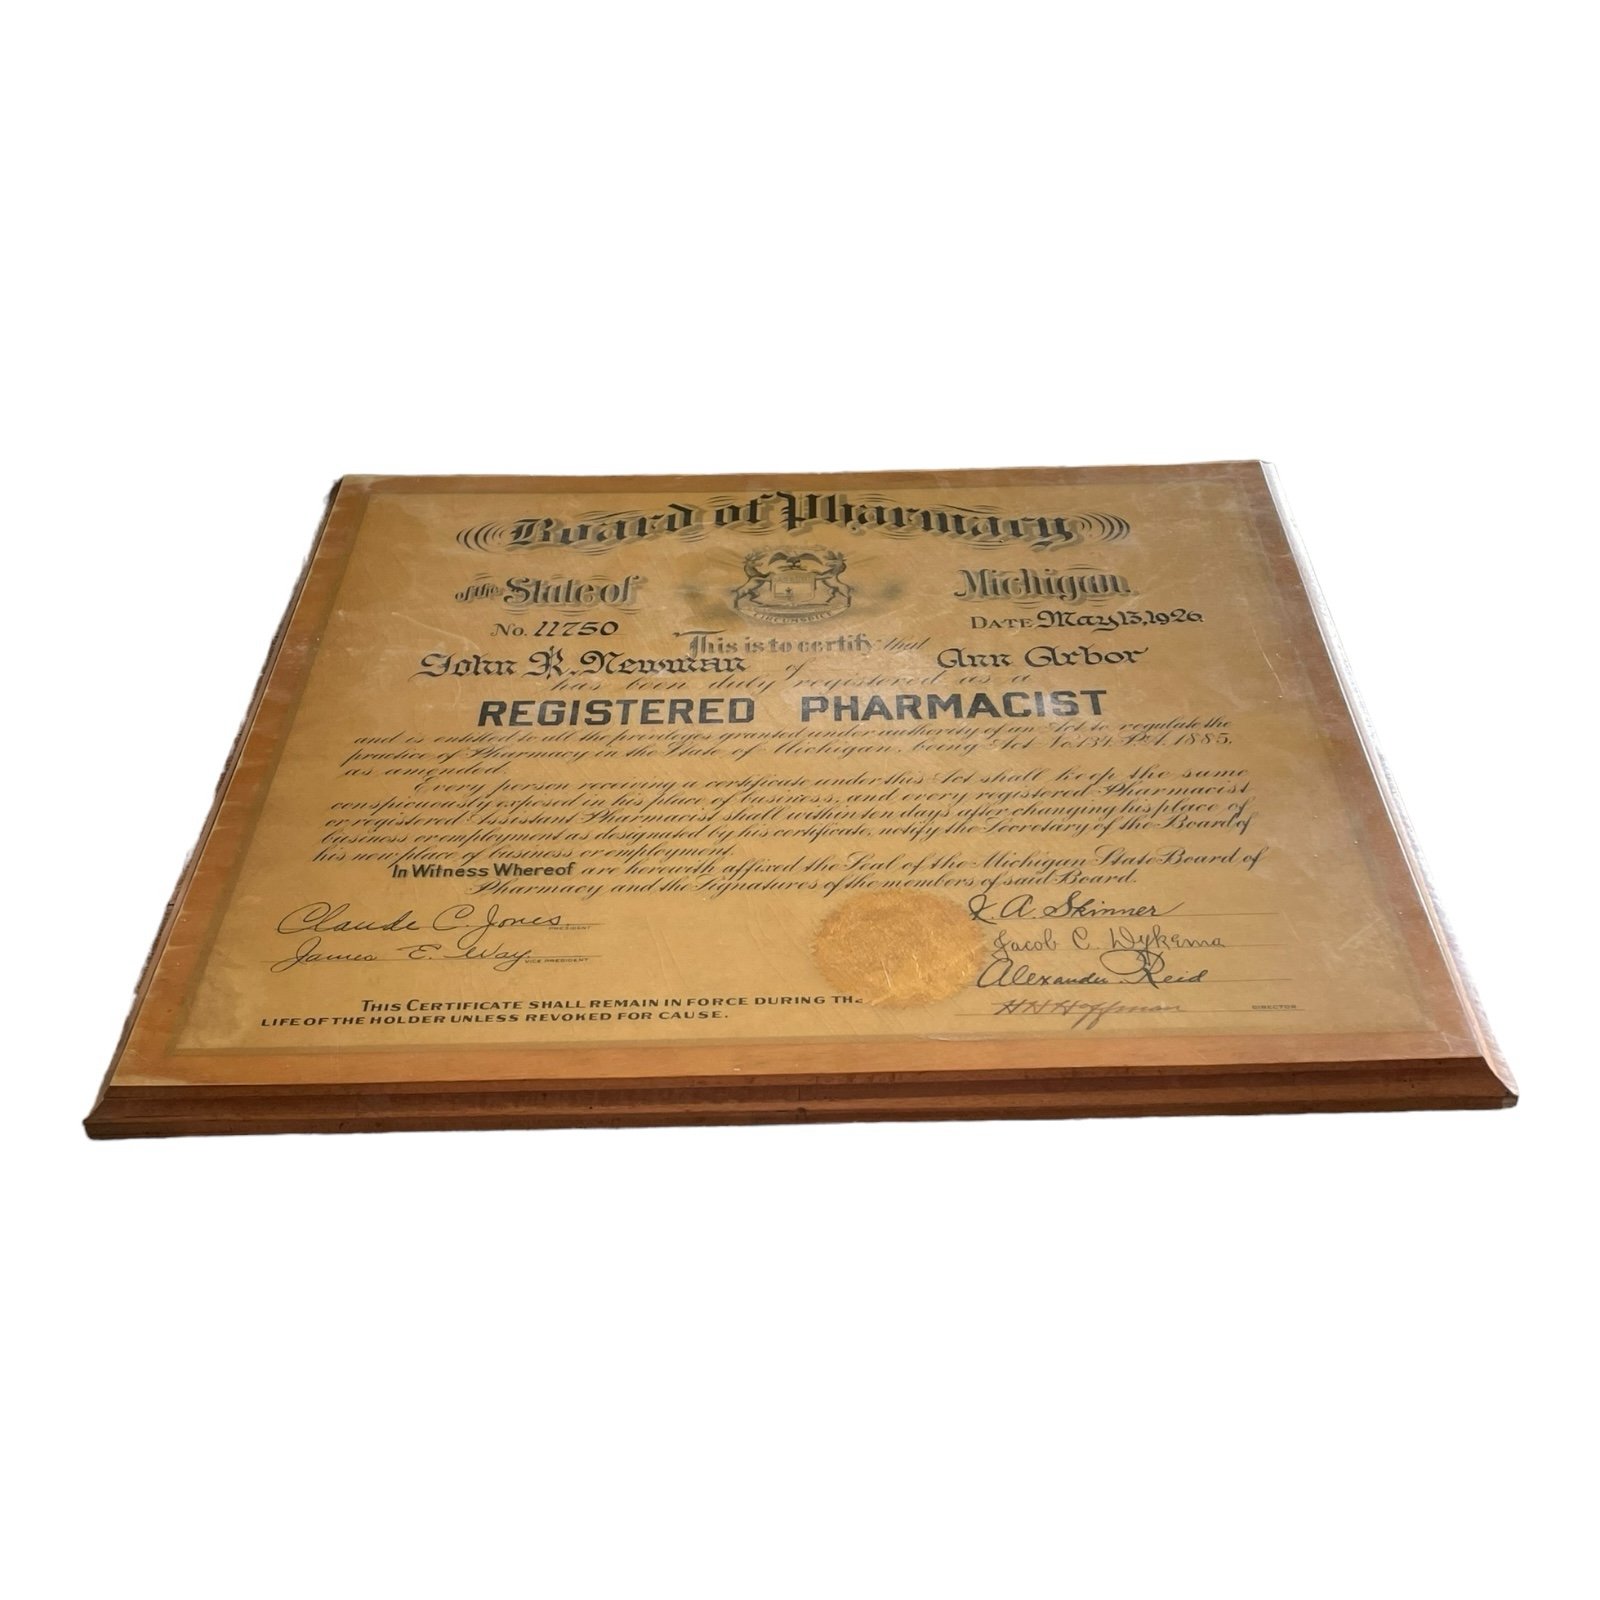 Board of Pharmacy
of the State of Michigan.
No. 11750
DATE May 13, 1926
This is to certify that
John R. Newman of Ann Arbor
has been duly registered as a
REGISTERED PHARMACIST
and is entitled to all the privileges granted under authority of an Act to regulate the
practice of Pharmacy in the State of Michigan, being Act No. 134, P.A. 1885,
as amended.
Every person receiving a certificate under this Act shall keep the same
conspicuously exposed in his place of business, and every registered Pharmacist
or registered Assistant Pharmacist shall within ten days after changing his place of
business or employment as designated by his certificate, notify the Secretary of the Board of
his new place of business or employment.
In Witness Whereof are herewith affixed the Seal of the Michigan State Board of
Pharmacy and the Signatures of the members of said Board.
Claude C. Jones
PRESIDENT
James E. Way
VICE PRESIDENT
A. Skinner
Jacob C. Dykema
Alexander Reid
H H Hoffman
DIRECTOR
THIS CERTIFICATE SHALL REMAIN IN FORCE DURING THE
LIFE OF THE HOLDER UNLESS REVOKED FOR CAUSE.